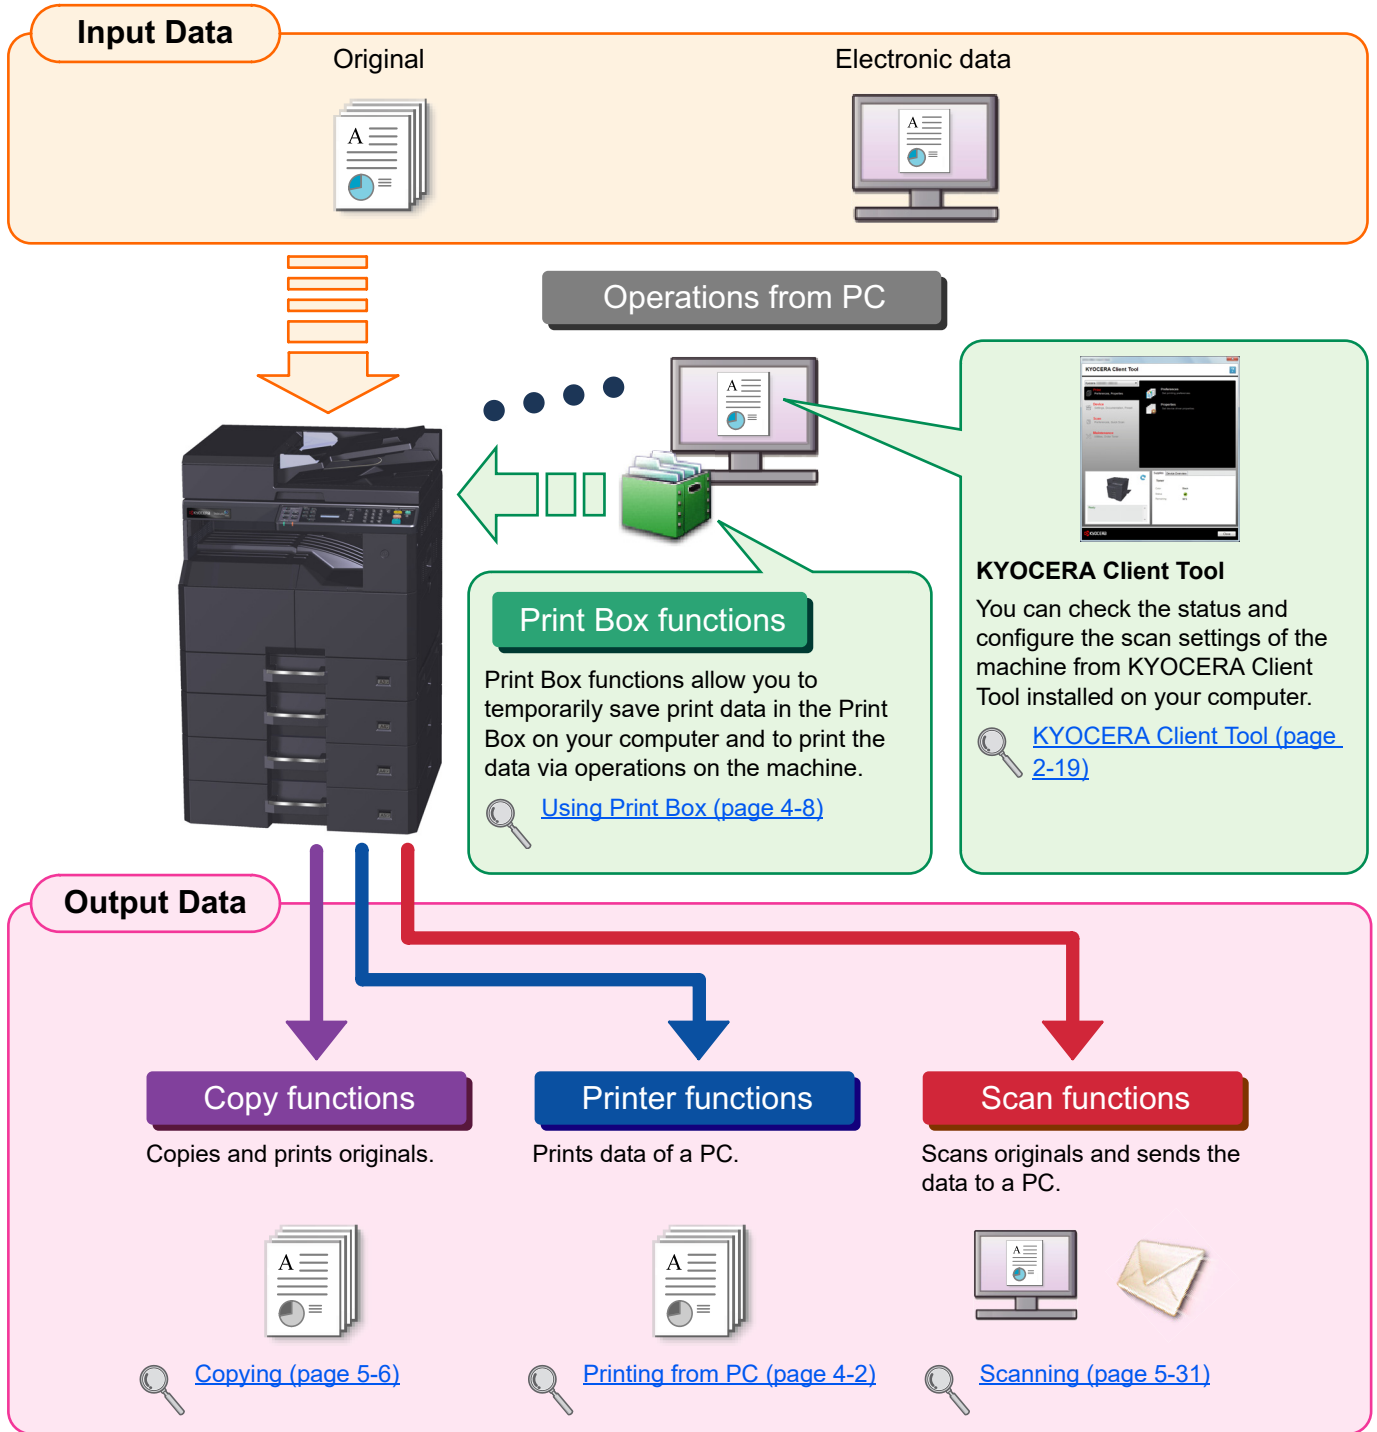 Input Data
Original
Electronic data
Operations from PC
KYOCERA Client Tool
KYOCERA Client Tool
You can check the status and
configure the scan settings of the
machine from KYOCERA Client
Tool installed on your computer.
KYOCERA Client Tool (page
2-19)
Print Box functions
Print Box functions allow you to
temporarily save print data in the Print
Box on your computer and to print the
data via operations on the machine.
Using Print Box (page 4-8)
Output Data
Copy functions
Copies and prints originals.
Copying (page 5-6)
Printer functions
Prints data of a PC.
Printing from PC (page 4-2)
Scan functions
Scans originals and sends the
data to a PC.
Scanning (page 5-31)